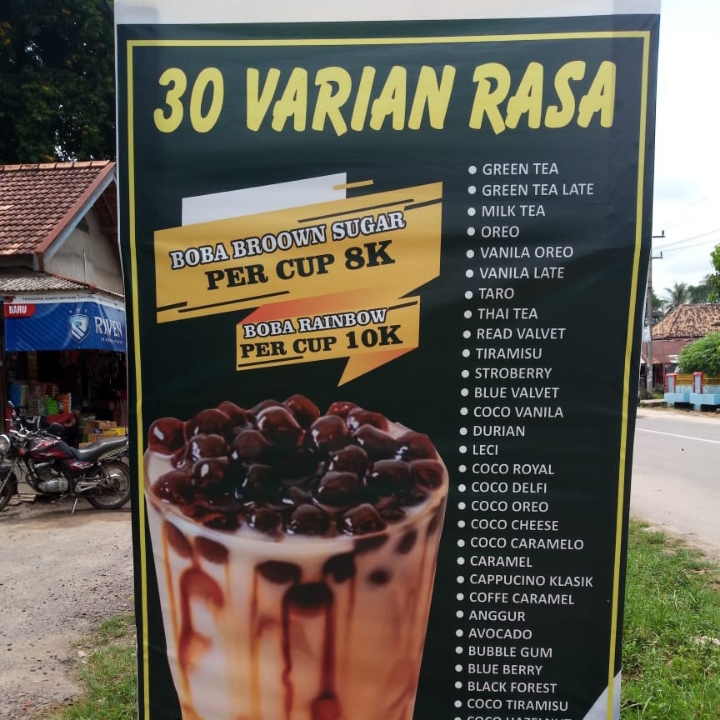 30 VARIAN RASA
BOBA BROOWN SUGAR
PER CUP 8K
BOBA RAINBOW
PER CUP 10K
GREEN TEA
GREEN TEA LATE
MILK TEA
OREO
VANILA OREO
VANILA LATE
TARO
THAI TEA
READ VALVET
TIRAMISU
STROBERRY
BLUE VALVET
COCO VANILA
DURIAN
LECI
COCO ROYAL
COCO DELFI
COCO OREO
COCO CHEESE
COCO CARAMELO
CARAMEL
CAPPUCINO KLASIK
COFFE CARAMEL
ANGGUR
AVOCADO
BUBBLE GUM
BLUE BERRY
BLACK FOREST
COCO TIRAMISU
BARU